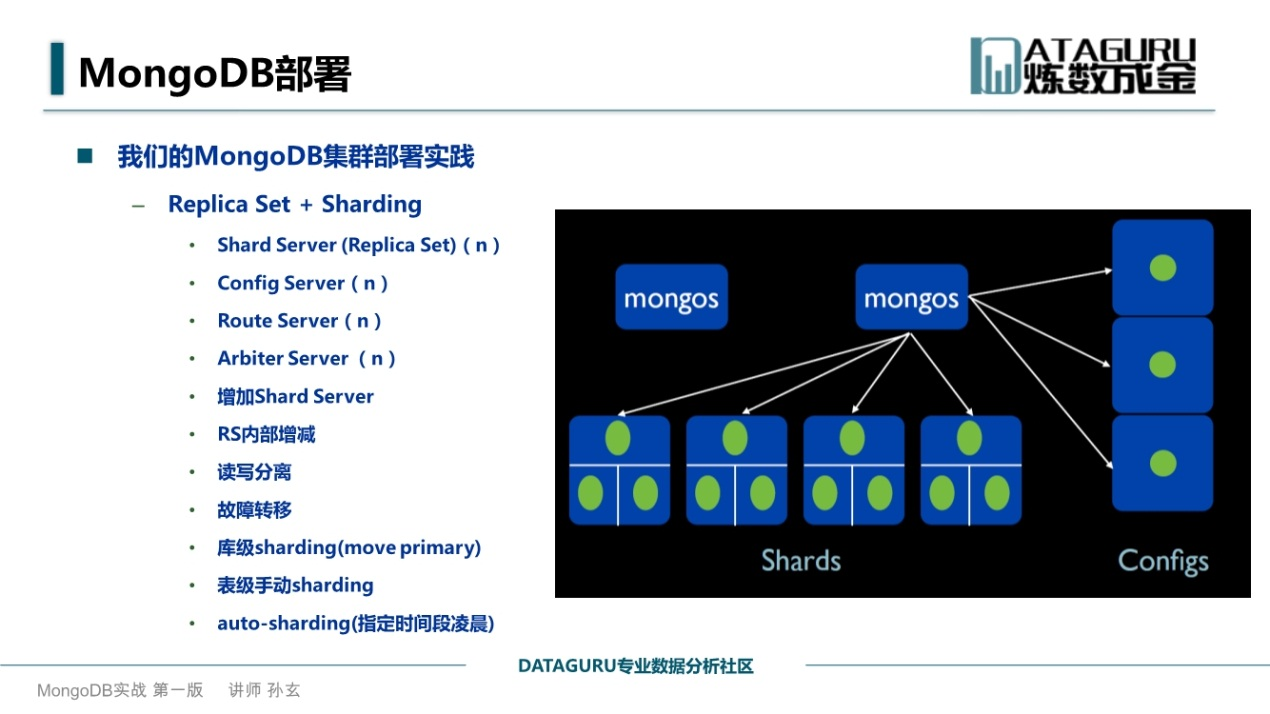 MongoDB部署
DATAGURU
炼数成金
我们的MongoDB集群部署实践
– Replica Set + Sharding
• Shard Server (Replica Set)（n）
• Config Server（n）
• Route Server（n）
• Arbiter Server （n）
• 增加Shard Server
• RS内部增减
• 读写分离
• 故障转移
• 库级sharding(move primary)
• 表级手动sharding
• auto-sharding(指定时间段凌晨)
mongos
mongos
Shards
Configs
DATAGURU专业数据分析社区
MongoDB实战 第一版 讲师 孙玄